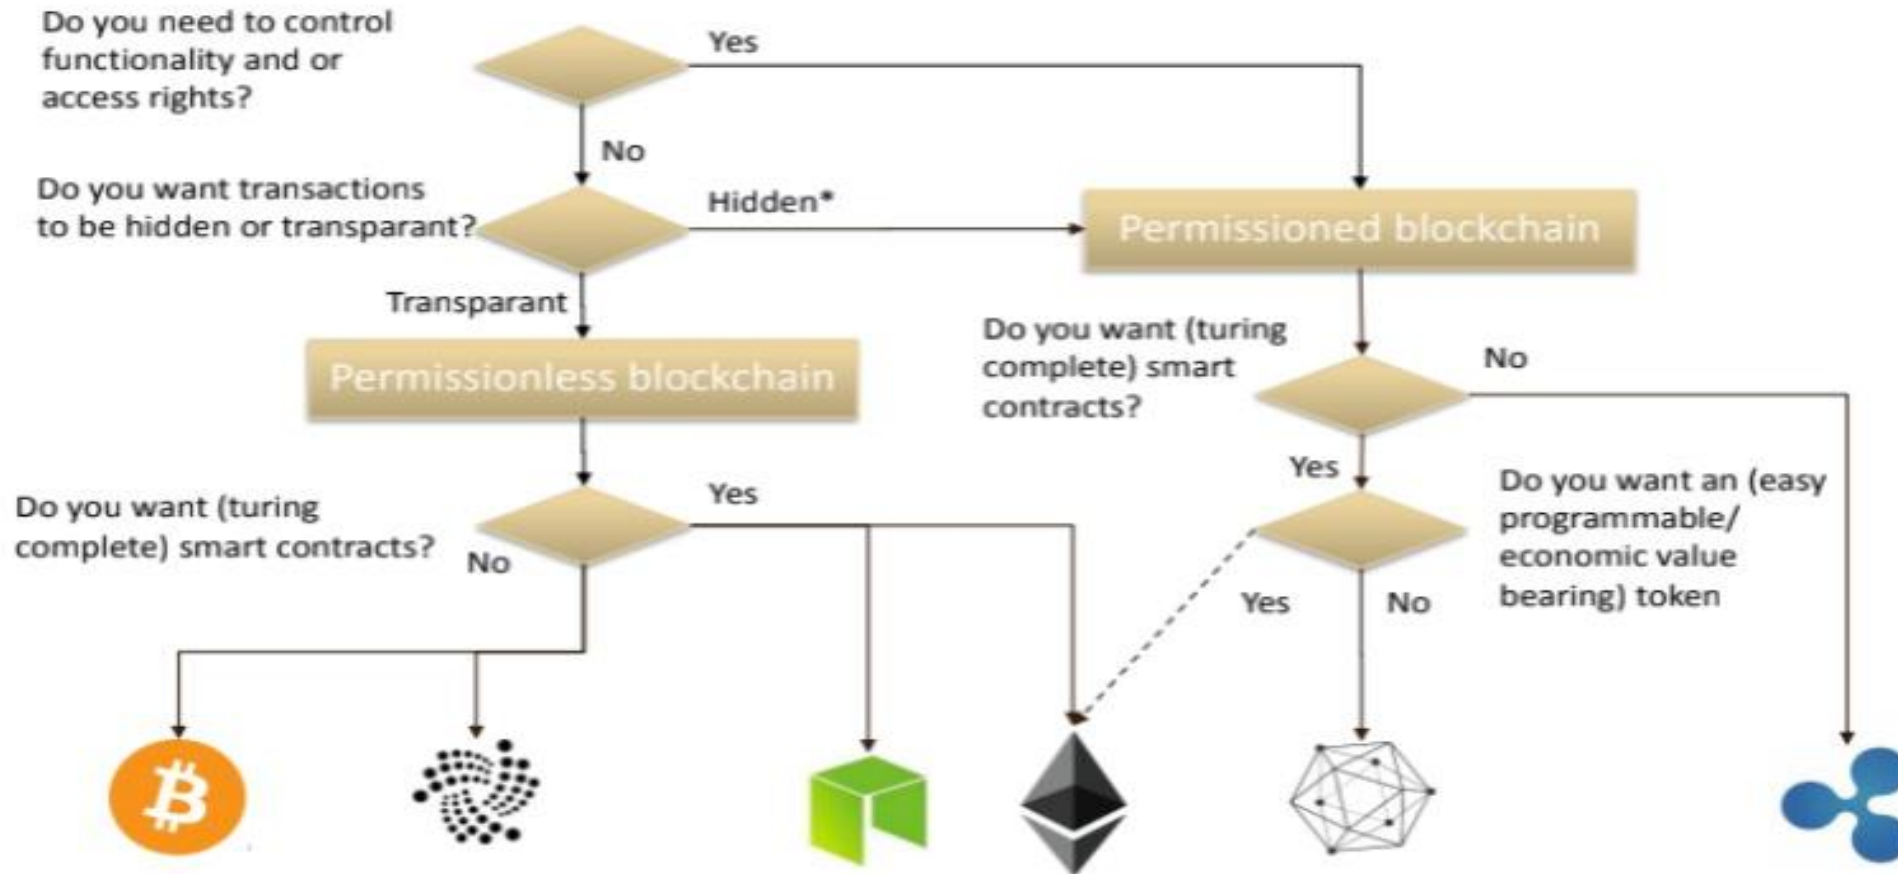 Do you need to control
functionality and or
access rights?
Yes
No
Do you want transactions
to be hidden or transparant?
Hidden*
Permissioned blockchain
Transparant
Permissionless blockchain
Do you want (turing
complete) smart
contracts?
No
Yes
Do you want (turing
complete) smart contracts?
Yes
No
Do you want an (easy
programmable/
economic value
bearing) token
Yes
No